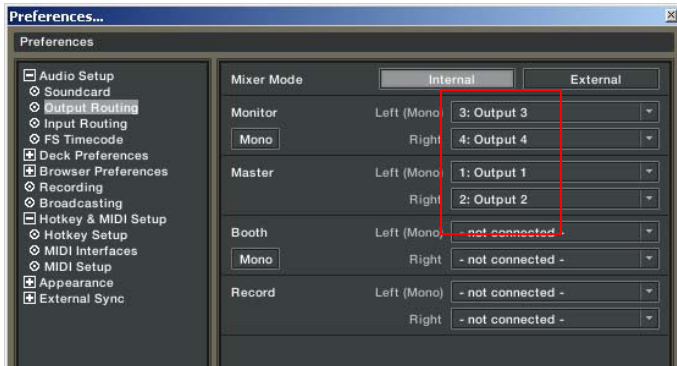 Preferences...
Preferences
Audio Setup
Soundcard
Output Routing
Input Routing
FS Timecode
Deck Preferences
Browser Preferences
Recording
Broadcasting
Hotkey & MIDI Setup
Hotkey Setup
MIDI Interfaces
MIDI Setup
Appearance
External Sync
Mixer Mode Internal External
Monitor Left (Mono) 3: Output 3
Mono Right 4: Output 4
Master Left (Mono) 1: Output 1
Right 2: Output 2
Booth Left (Mono) - not connected -
Mono Right - not connected -
Record Left (Mono) - not connected -
Right - not connected -